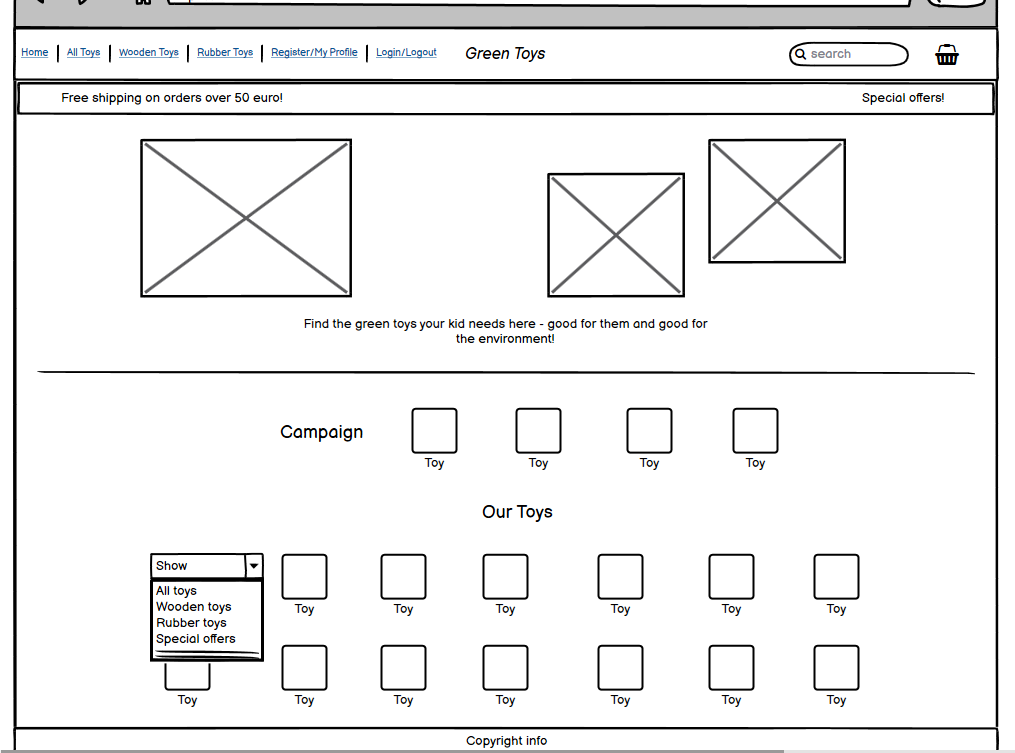 Home All Toys Wooden Toys Rubber Toys Register/My Profile Login/Logout Green Toys search
Free shipping on orders over 50 euro! Special offers!
Find the green toys your kid needs here - good for them and good for
the environment!
Campaign
Toy Toy Toy Toy
Our Toys
Show
All toys
Wooden toys
Rubber toys
Special offers
Toy Toy Toy Toy Toy Toy
Toy Toy Toy Toy Toy Toy Toy
Copyright info